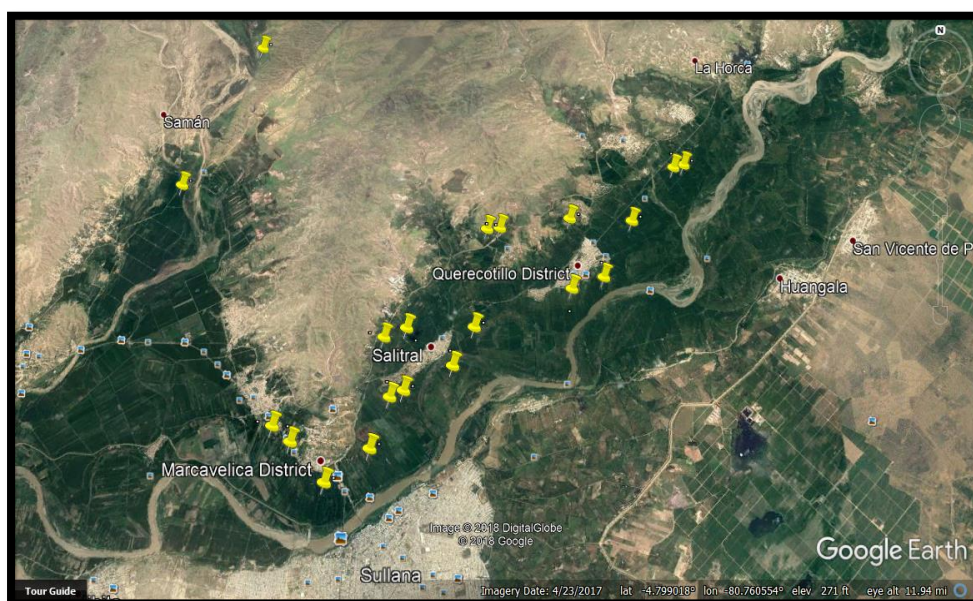 N
La Horca
Samán
San Vicente de P
Querecotillo District
Huangala
Salitral
Marcavelica District
Image © 2018 DigitalGlobe
© 2018 Google
Google Earth
Sullana
Tour Guide
Imagery Date: 4/23/2017 lat -4.799018° lon -80.760554° elev 271 ft eye alt 11.94 mi